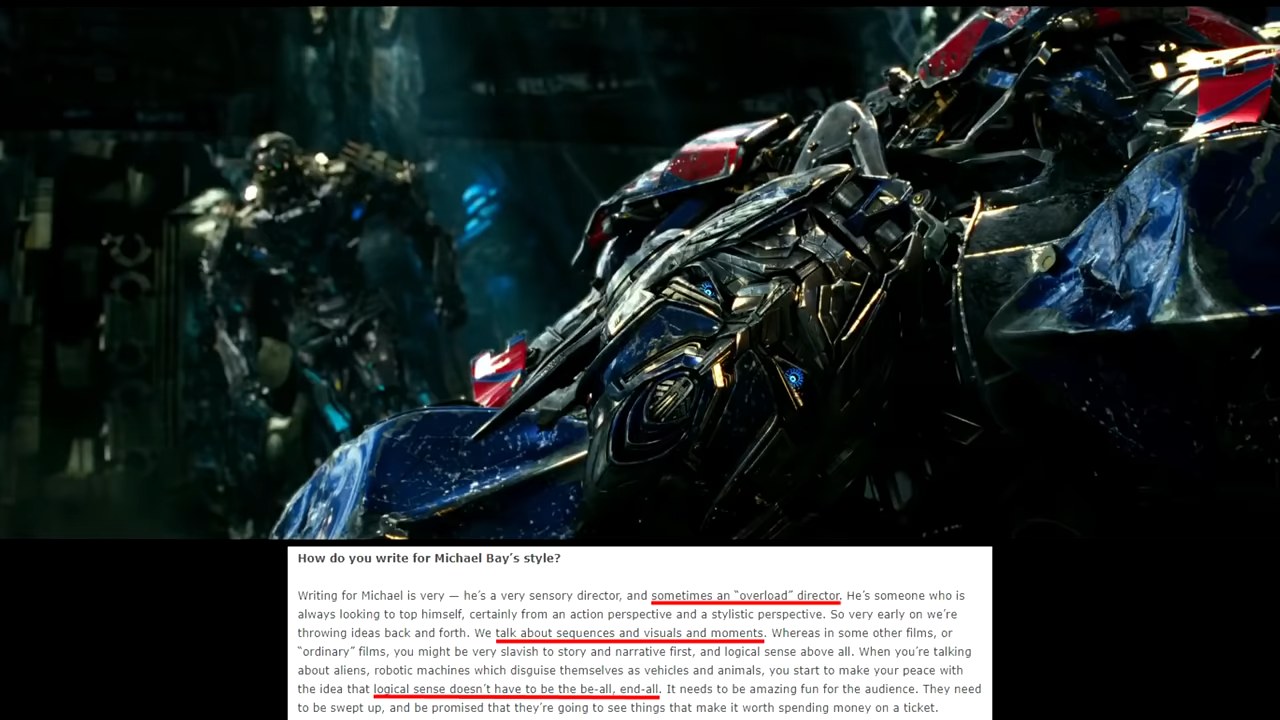 How do you write for Michael Bay’s style?
Writing for Michael is very — he’s a very sensory director, and sometimes an “overload” director. He’s someone who is
always looking to top himself, certainly from an action perspective and a stylistic perspective. So very early on we’re
throwing ideas back and forth. We talk about sequences and visuals and moments. Whereas in some other films, or
“ordinary” films, you might be very slavish to story and narrative first, and logical sense above all. When you’re talking
about aliens, robotic machines which disguise themselves as vehicles and animals, you start to make your peace with
the idea that logical sense doesn’t have to be the be-all, end-all. It needs to be amazing fun for the audience. They need
to be swept up, and be promised that they’re going to see things that make it worth spending money on a ticket.